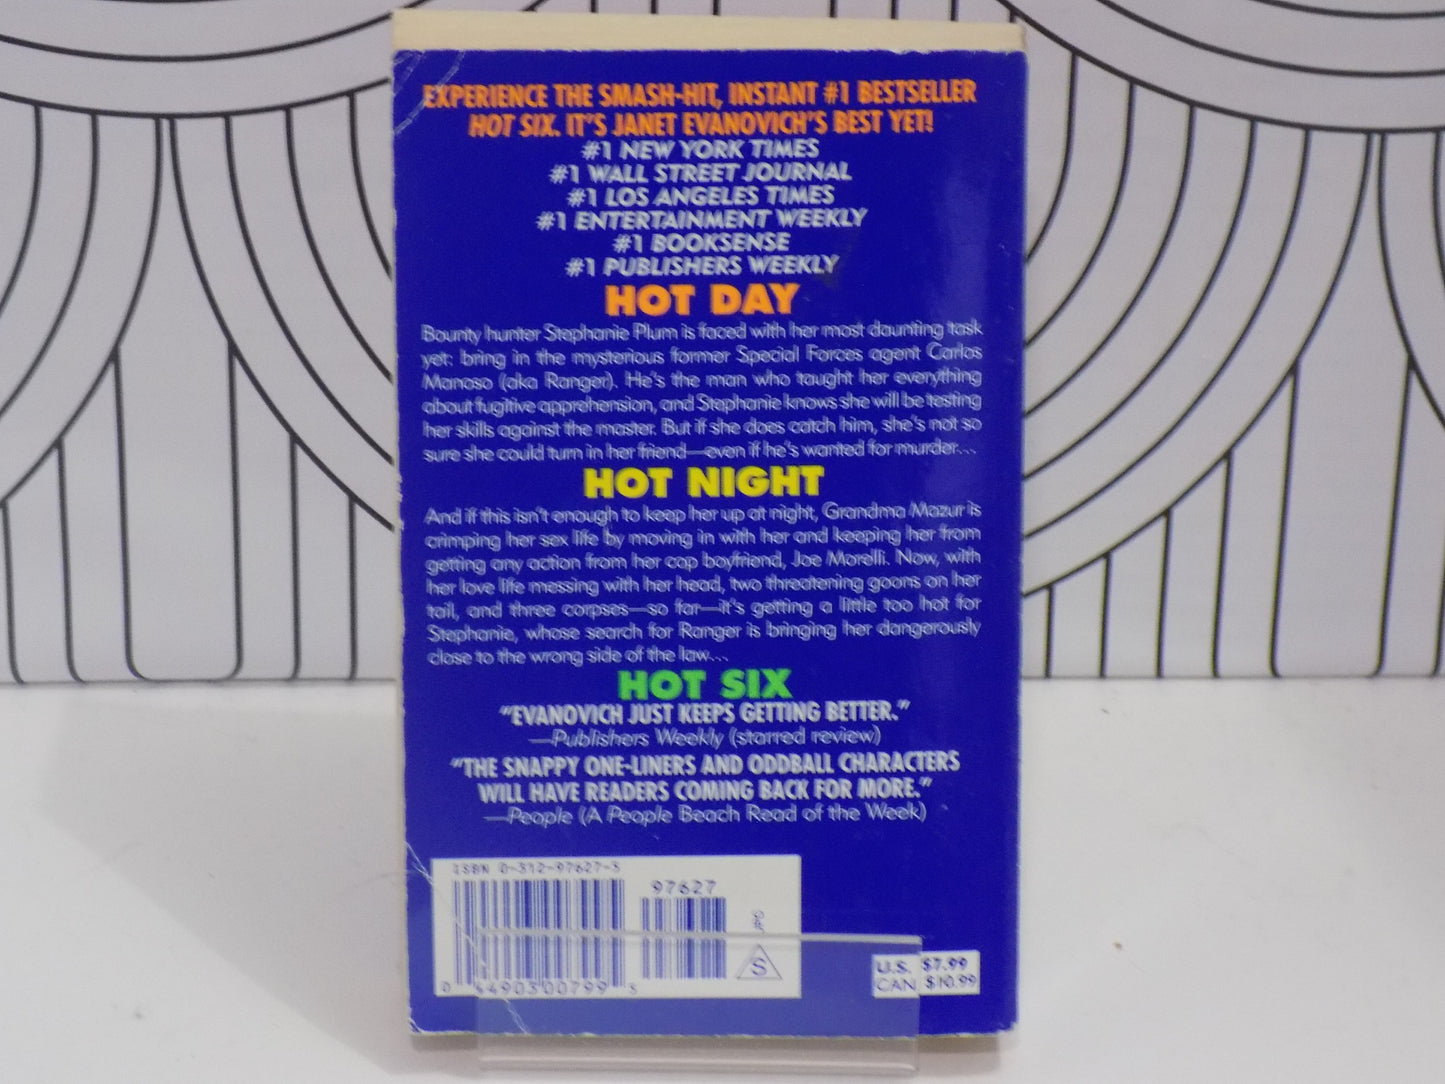 EXPERIENCE THE SMASH-HIT, INSTANT #1 BESTSELLER
HOT SIX. IT'S JANET EVANOVICH'S BEST YET!
#1 NEW YORK TIMES
#1 WALL STREET JOURNAL
#1 LOS ANGELES TIMES
#1 ENTERTAINMENT WEEKLY
#1 BOOKSENSE
#1 PUBLISHERS WEEKLY
HOT DAY
Bounty hunter Stephanie Plum is faced with her most daunting task
yet: bring in the mysterious former Special Forces agent Carlos
Manoso (aka Ranger). He's the man who taught her everything
about fugitive apprehension, and Stephanie knows she will be testing
her skills against the master. But if she does catch him, she's not so
sure she could turn in her friend—even if he's wanted for murder...
HOT NIGHT
And if this isn't enough to keep her up at night, Grandma Mazur is
crimping her sex life by moving in with her and keeping her from
getting any action from her cop boyfriend, Joe Morelli. Now, with
her love life messing with her head, two threatening goons on her
tail, and three corpses—so far—it's getting a little too hot for
Stephanie, whose search for Ranger is bringing her dangerously
close to the wrong side of the law...
HOT SIX
"EVANOVICH JUST KEEPS GETTING BETTER."
—Publishers Weekly (starred review)
"THE SNAPPY ONE-LINERS AND ODDBALL CHARACTERS
WILL HAVE READERS COMING BACK FOR MORE."
—People (A People Beach Read of the Week)
ISBN 0-312-97627-5
97627
S
0 44903 00799 5
U.S. $7.99
CAN $10.99